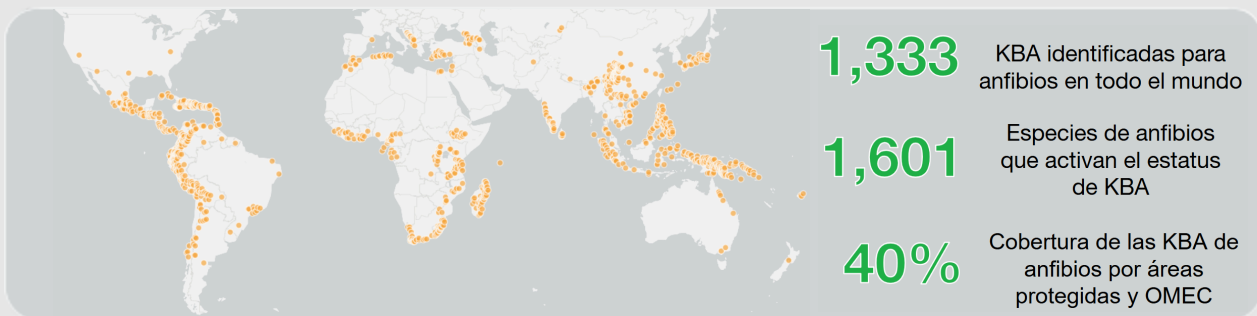 1,333
KBA identificadas para
anfibios en todo el mundo
1,601
Especies de anfibios
que activan el estatus
de KBA
40%
Cobertura de las KBA de
anfibios por áreas
protegidas y OMEC